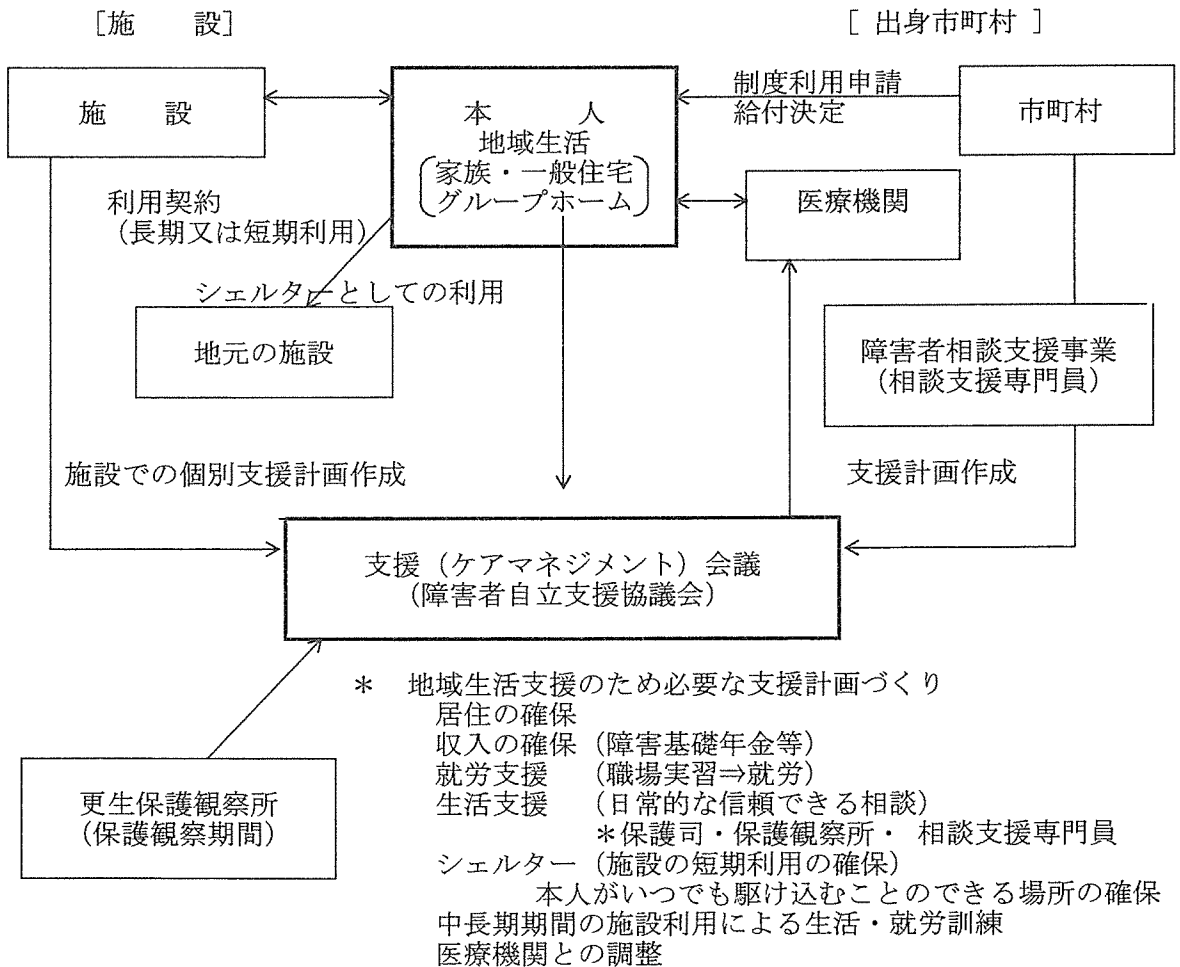 ［施　　設］
［ 出身市町村 ］
施　　設
本　　人
地域生活
家族・一般住宅
グループホーム
制度利用申請
給付決定
市町村
医療機関
利用契約
（長期又は短期利用）
シェルターとしての利用
地元の施設
障害者相談支援事業
（相談支援専門員）
施設での個別支援計画作成
支援計画作成
支援（ケアマネジメント）会議
（障害者自立支援協議会）
＊　地域生活支援のため必要な支援計画づくり
居住の確保
収入の確保（障害基礎年金等）
就労支援　（職場実習⇒就労）
生活支援　（日常的な信頼できる相談）
＊保護司・保護観察所・ 相談支援専門員
シェルター（施設の短期利用の確保）
本人がいつでも駆け込むことのできる場所の確保
中長期期間の施設利用による生活・就労訓練
医療機関との調整
更生保護観察所
（保護観察期間）